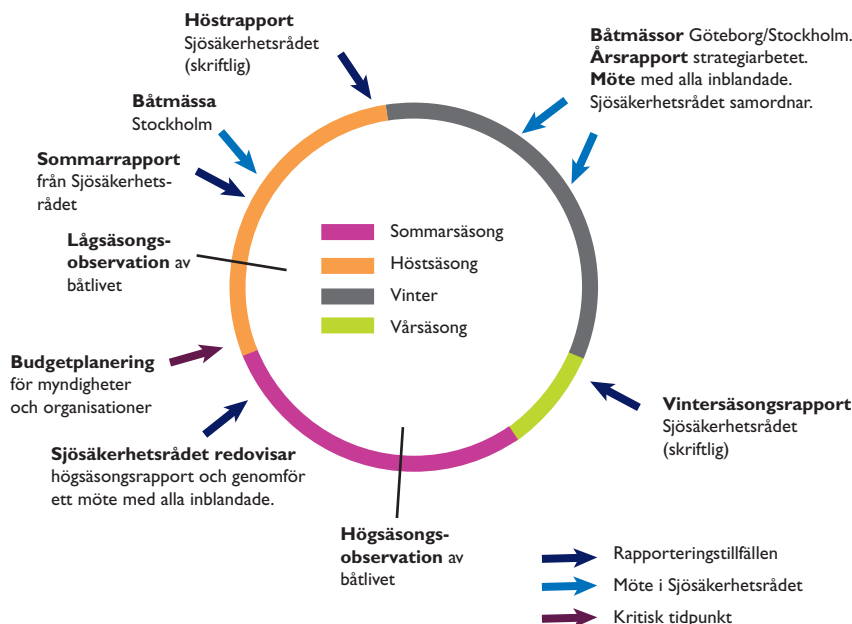 Höstrapport
Sjösäkerhetsrådet
(skriftlig)
Båtmässor Göteborg/Stockholm.
Årsrapport strategiarbetet.
Möte med alla inblandade.
Sjösäkerhetsrådet samordnar.
Båtmässa
Stockholm
Sommarrapport
från Sjösäkerhets-
rådet
Lågsäsongs-
observation av
båtlivet
Sommarsäsong
Höstsäsong
Vinter
Vårsäsong
Budgetplanering
för myndigheter
och organisationer
Vintersäsongsrapport
Sjösäkerhetsrådet
(skriftlig)
Sjösäkerhetsrådet redovisar
högsäsongsrapport och genomför
ett möte med alla inblandade.
Högsäsongs-
observation av
båtlivet
Rapporteringstillfällen
Möte i Sjösäkerhetsrådet
Kritisk tidpunkt